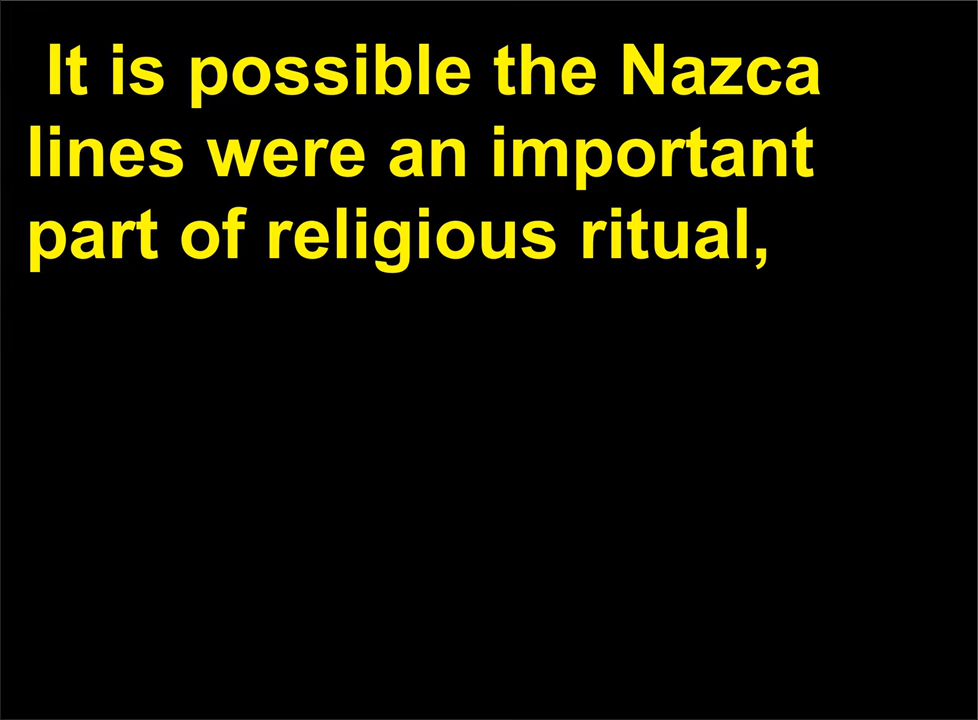 It is possible the Nazca
lines were an important
part of religious ritual,